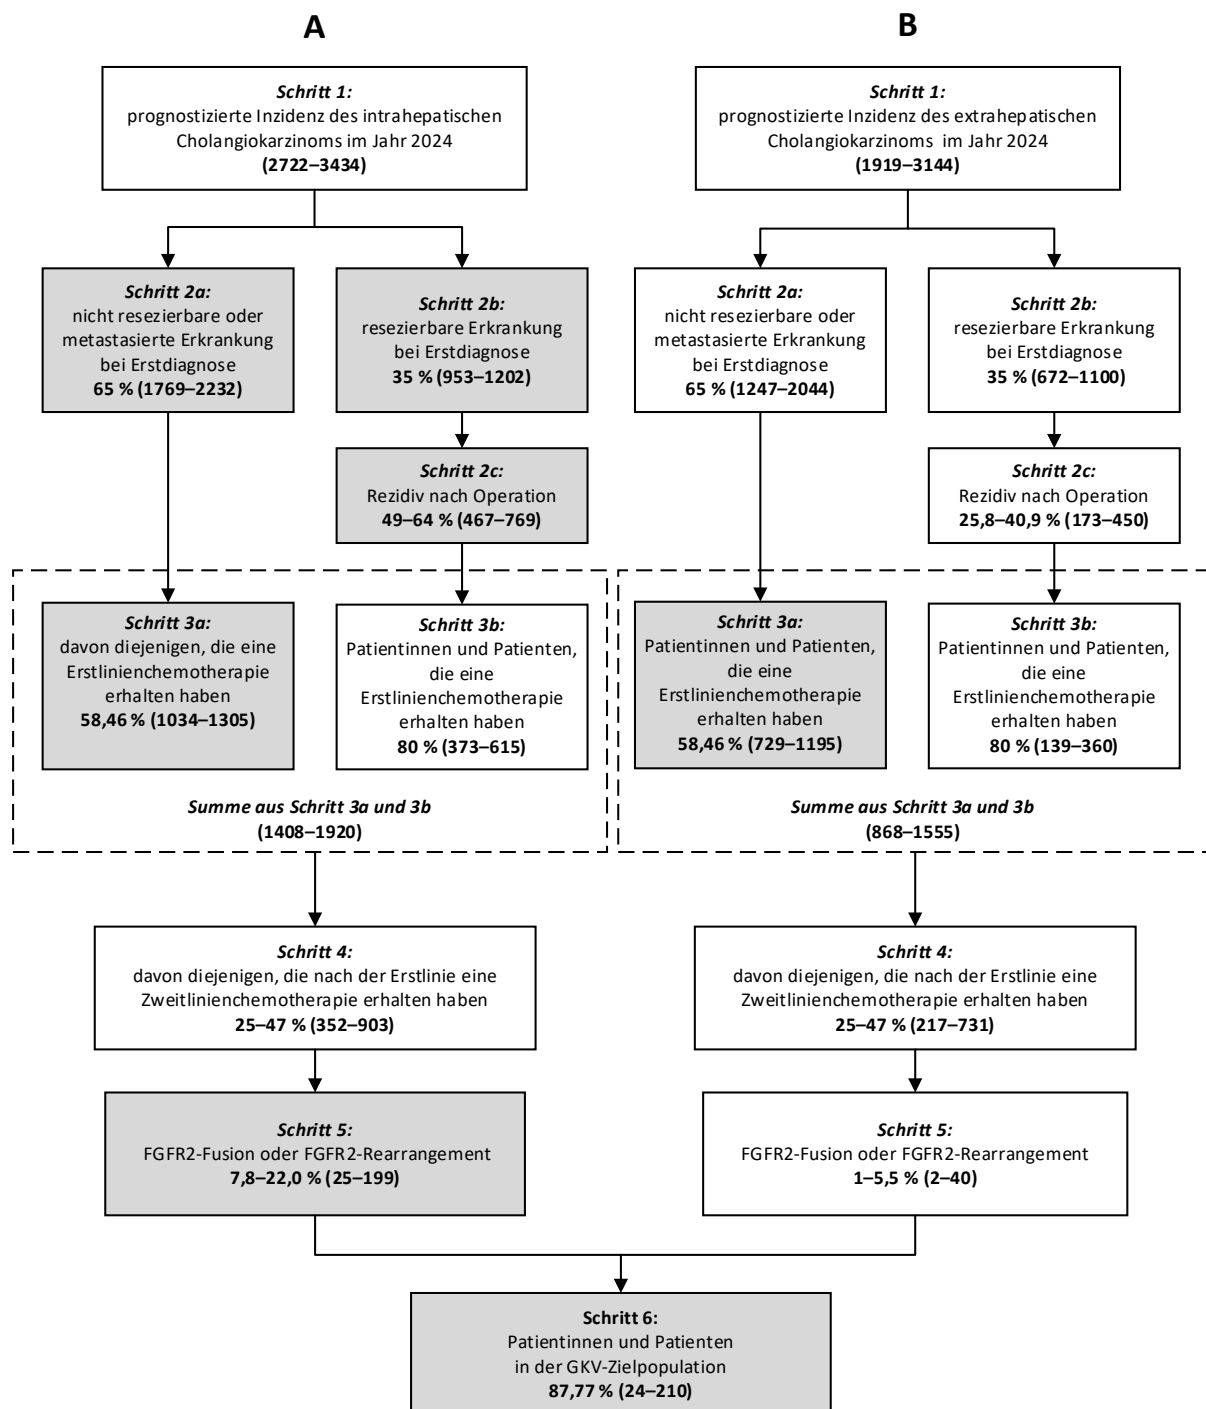 A
Schritt 1:
prognostizierte Inzidenz des intrahepatischen
Cholangiokarzinoms im Jahr 2024
(2722–3434)
Schritt 2a:
nicht resezierbare oder
metastasierte Erkrankung
bei Erstdiagnose
65 % (1769–2232)
Schritt 2b:
resezierbare Erkrankung
bei Erstdiagnose
35 % (953–1202)
Schritt 2c:
Rezidiv nach Operation
49–64 % (467–769)
Schritt 3a:
davon diejenigen, die eine
Erstlinienchemotherapie
erhalten haben
58,46 % (1034–1305)
Schritt 3b:
Patientinnen und Patienten,
die eine
Erstlinienchemotherapie
erhalten haben
80 % (373–615)
Summe aus Schritt 3a und 3b
(1408–1920)
Schritt 4:
davon diejenigen, die nach der Erstlinie eine
Zweitlinienchemotherapie erhalten haben
25–47 % (352–903)
Schritt 5:
FGFR2-Fusion oder FGFR2-Rearrangement
7,8–22,0 % (25–199)
B
Schritt 1:
prognostizierte Inzidenz des extrahepatischen
Cholangiokarzinoms im Jahr 2024
(1919–3144)
Schritt 2a:
nicht resezierbare oder
metastasierte Erkrankung
bei Erstdiagnose
65 % (1247–2044)
Schritt 2b:
resezierbare Erkrankung
bei Erstdiagnose
35 % (672–1100)
Schritt 2c:
Rezidiv nach Operation
25,8–40,9 % (173–450)
Schritt 3a:
Patientinnen und Patienten,
die eine
Erstlinienchemotherapie
erhalten haben
58,46 % (729–1195)
Schritt 3b:
Patientinnen und Patienten,
die eine
Erstlinienchemotherapie
erhalten haben
80 % (139–360)
Summe aus Schritt 3a und 3b
(868–1555)
Schritt 4:
davon diejenigen, die nach der Erstlinie eine
Zweitlinienchemotherapie erhalten haben
25–47 % (217–731)
Schritt 5:
FGFR2-Fusion oder FGFR2-Rearrangement
1–5,5 % (2–40)
Schritt 6:
Patientinnen und Patienten
in der GKV-Zielpopulation
87,77 % (24–210)